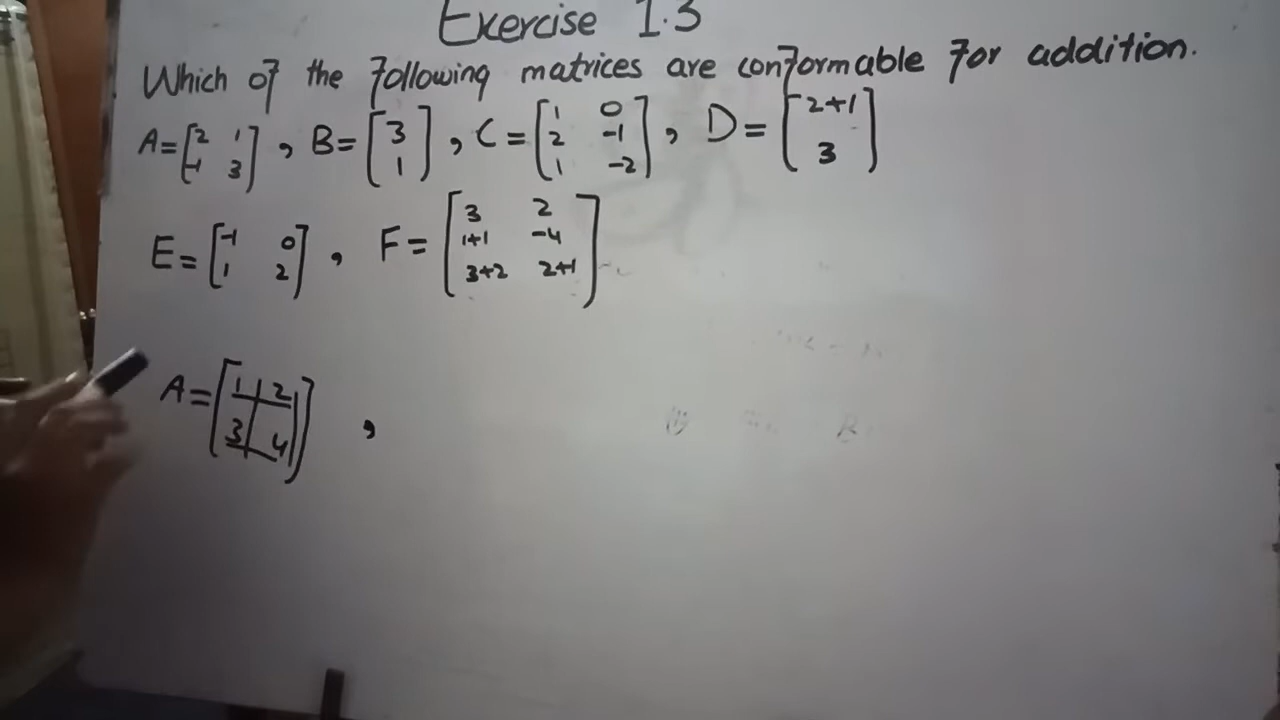 Exercise 1.3
Which of the following matrices are conformable for addition.
A = [2 1; -1 3], B = [3; 1], C = [1 0; 2 -1; 1 -2], D = [2+1; 3]
E = [-1 0; 1 2], F = [3 2; 1+1 -4; 3+2 2+1]
A = [1 2; 3 4],